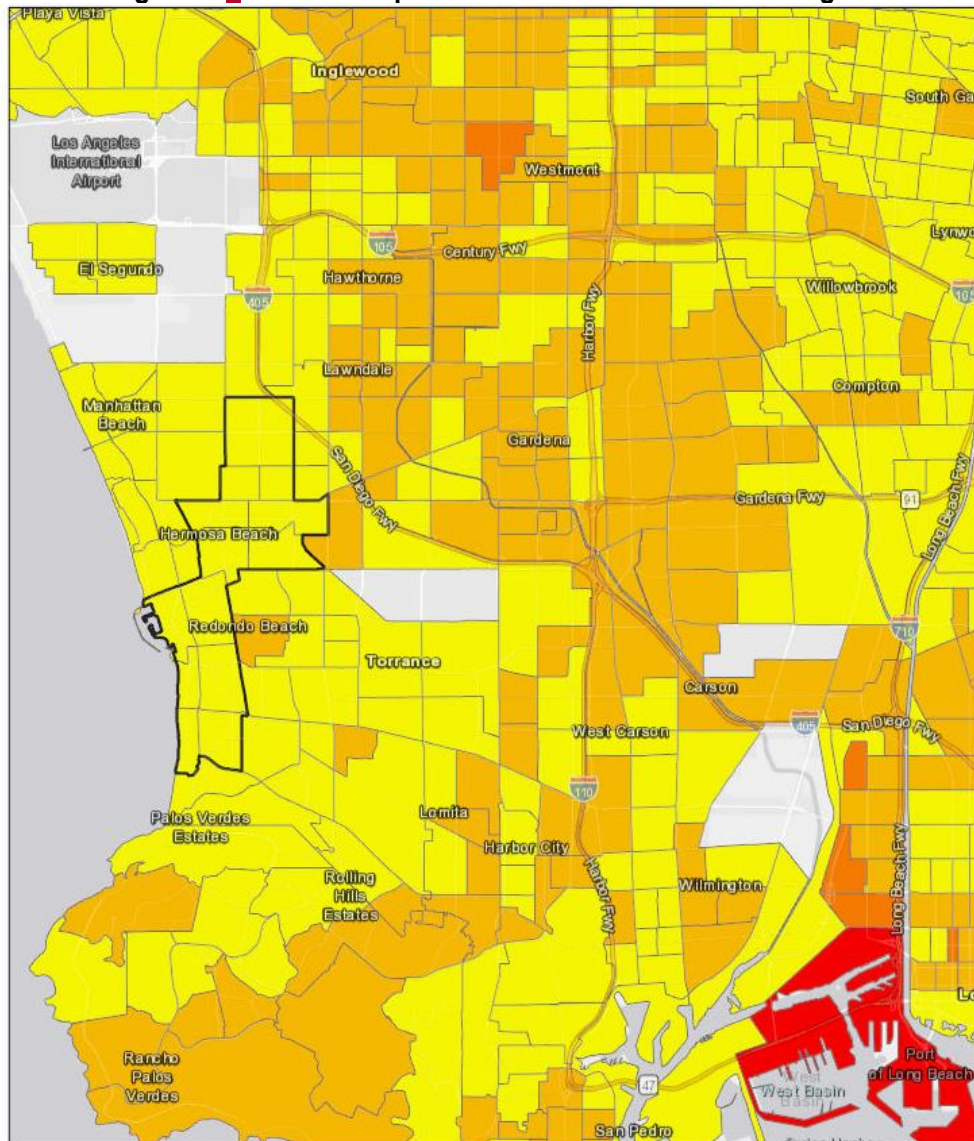 Playa Vista
Inglewood
South Ga
Los Angeles
International
Airport
Westmont
105
Century Fwy
Lynwo
El Segundo
Hawthorne
Willowbrook
405
105
Harbor Fwy
Lawndale
Compton
Manhattan
Beach
Gardena
San Diego Fwy
Gardena Fwy
91
Long Beach Fwy
Hermosa Beach
Redondo Beach
710
Torrance
Carson
West Carson
405
San Diego Fwy
110
Palos Verdes
Estates
Lomita
Harbor City
Rolling
Hills
Estates
Wilmington
Harbor Fwy
Long Beach Fwy
Lo
Rancho
Palos
Verdes
Port
of Long Beach
West
Basin
West Basin
47
San Pedro